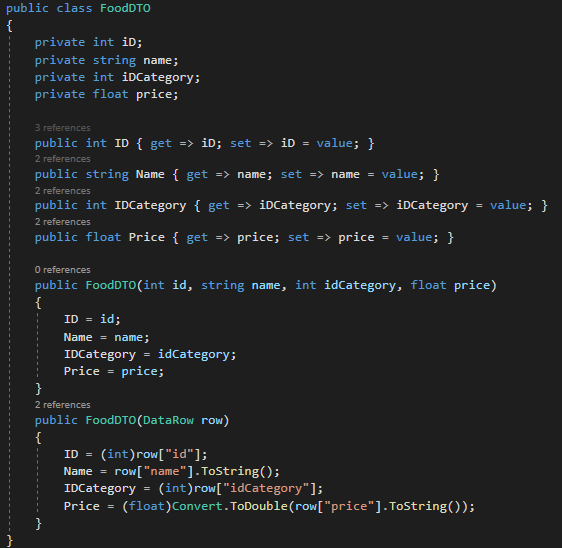 public class FoodDTO
{
    private int iD;
    private string name;
    private int iDCategory;
    private float price;
    3 references
    public int ID { get => iD; set => iD = value; }
    2 references
    public string Name { get => name; set => name = value; }
    2 references
    public int IDCategory { get => iDCategory; set => iDCategory = value; }
    2 references
    public float Price { get => price; set => price = value; }
    0 references
    public FoodDTO(int id, string name, int idCategory, float price)
    {
        ID = id;
        Name = name;
        IDCategory = idCategory;
        Price = price;
    }
    2 references
    public FoodDTO(DataRow row)
    {
        ID = (int)row["id"];
        Name = row["name"].ToString();
        IDCategory = (int)row["idCategory"];
        Price = (float)Convert.ToDouble(row["price"].ToString());
    }
}